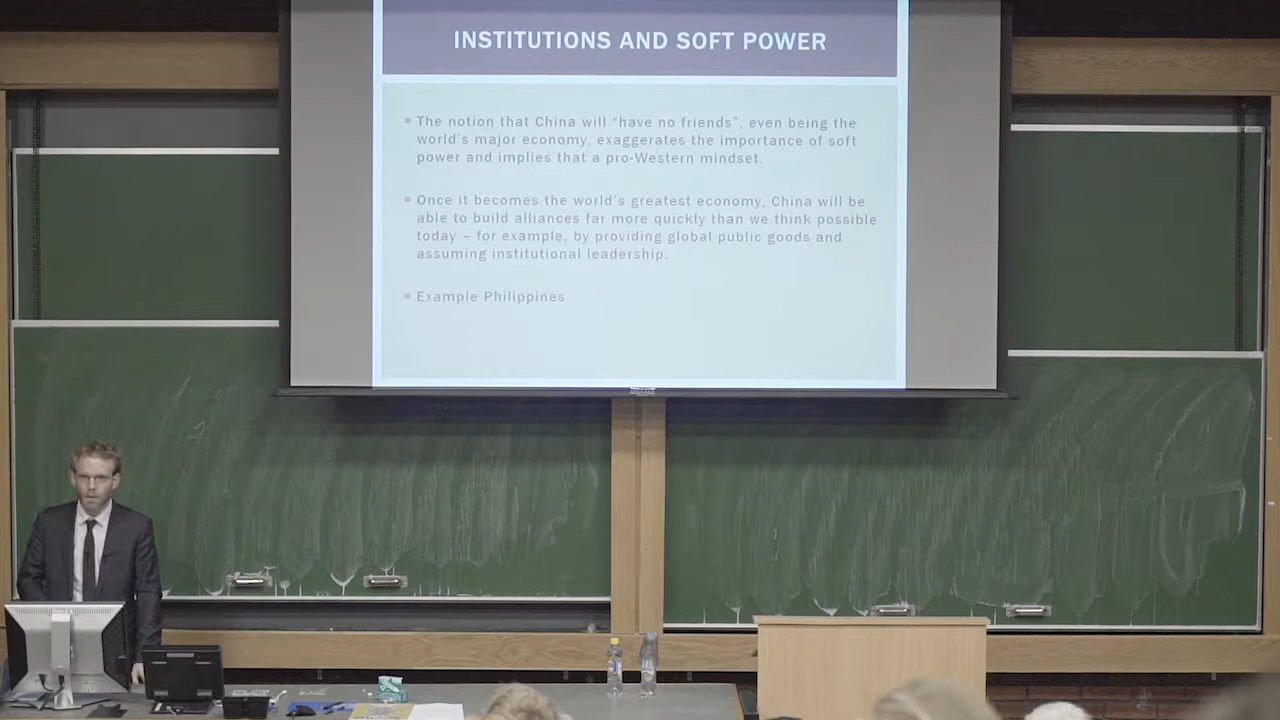 INSTITUTIONS AND SOFT POWER
▪ The notion that China will “have no friends”, even being the
world’s major economy, exaggerates the importance of soft
power and implies that a pro-Western mindset.
▪ Once it becomes the world’s greatest economy, China will be
able to build alliances far more quickly than we think possible
today – for example, by providing global public goods and
assuming institutional leadership.
▪ Example Philippines